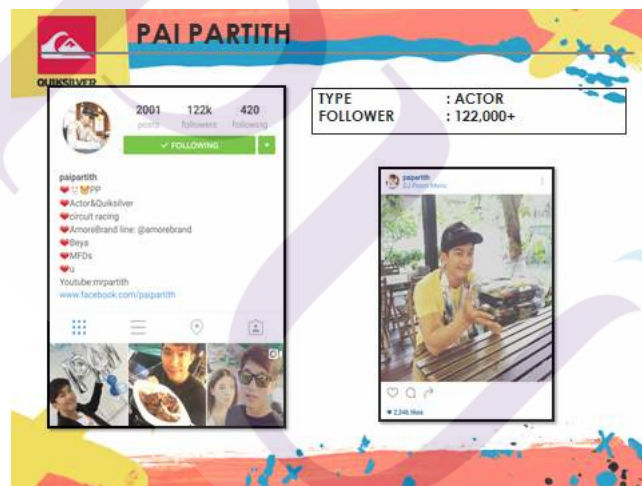 PAI PARTITH
QUIKSILVER
2001 122k 420
posts followers following
✓ FOLLOWING
paipartith
PP
Actor&Quiksilver
circuit racing
AmoreBrand line: @amorebrand
Beya
MFDs
u
Youtube:mrpartith
www.facebook.com/paipartith
TYPE : ACTOR
FOLLOWER : 122,000+
paipartith
2,346 likes